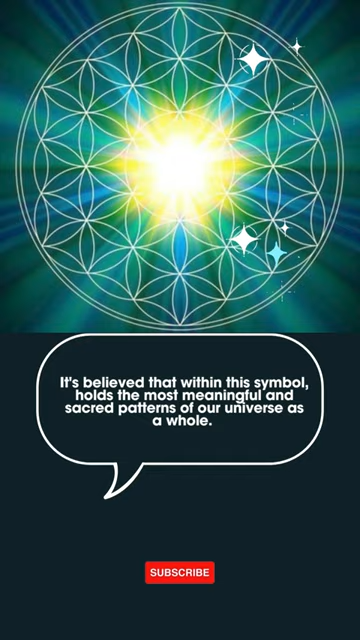 It's believed that within this symbol,
holds the most meaningful and
sacred patterns of our universe as
a whole.
SUBSCRIBE